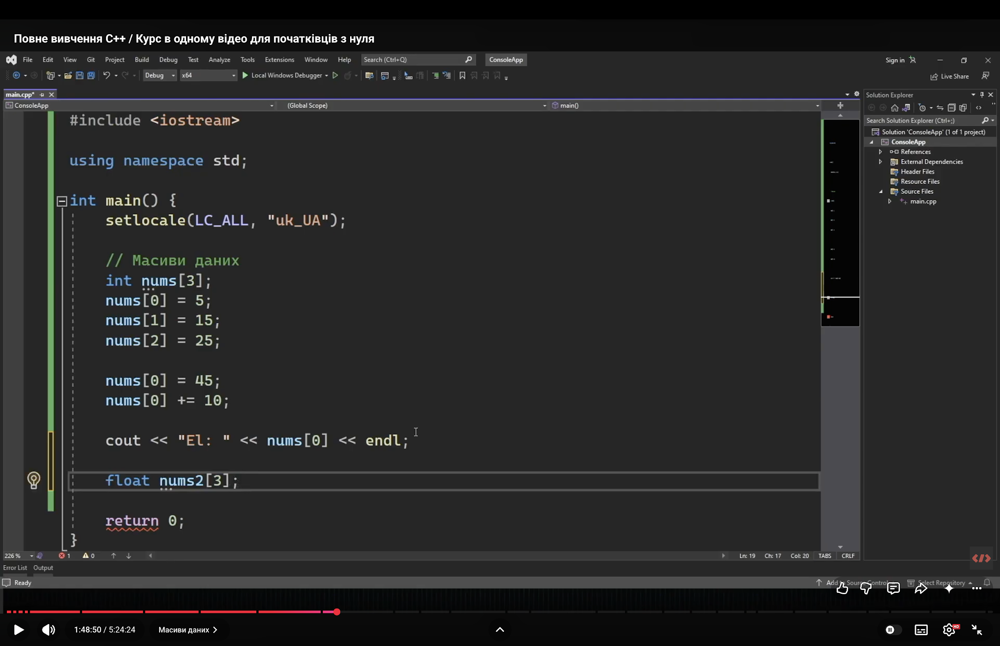 Повне вивчення C++ / Курс в одному відео для початківців з нуля
File Edit View Git Project Build Debug Test Analyze Tools Extensions Window Help Search (Ctrl+Q) ConsoleApp Sign in
Debug x64 Local Windows Debugger Live Share
main.cpp*
ConsoleApp (Global Scope) main()
#include <iostream>
using namespace std;
int main() {
setlocale(LC_ALL, "uk_UA");
// Масиви даних
int nums[3];
nums[0] = 5;
nums[1] = 15;
nums[2] = 25;
nums[0] = 45;
nums[0] += 10;
cout << "El: " << nums[0] << endl;
float nums2[3];
return 0;
}
Solution Explorer
Search Solution Explorer (Ctrl+;)
Solution 'ConsoleApp' (1 of 1 project)
ConsoleApp
References
External Dependencies
Header Files
Resource Files
Source Files
main.cpp
226 % 1 0 Ln: 19 Ch: 17 Col: 20 TABS CRLF
Error List Output
Ready Add to Source Control Select Repository
1:48:50 / 5:24:24 Масиви даних HD